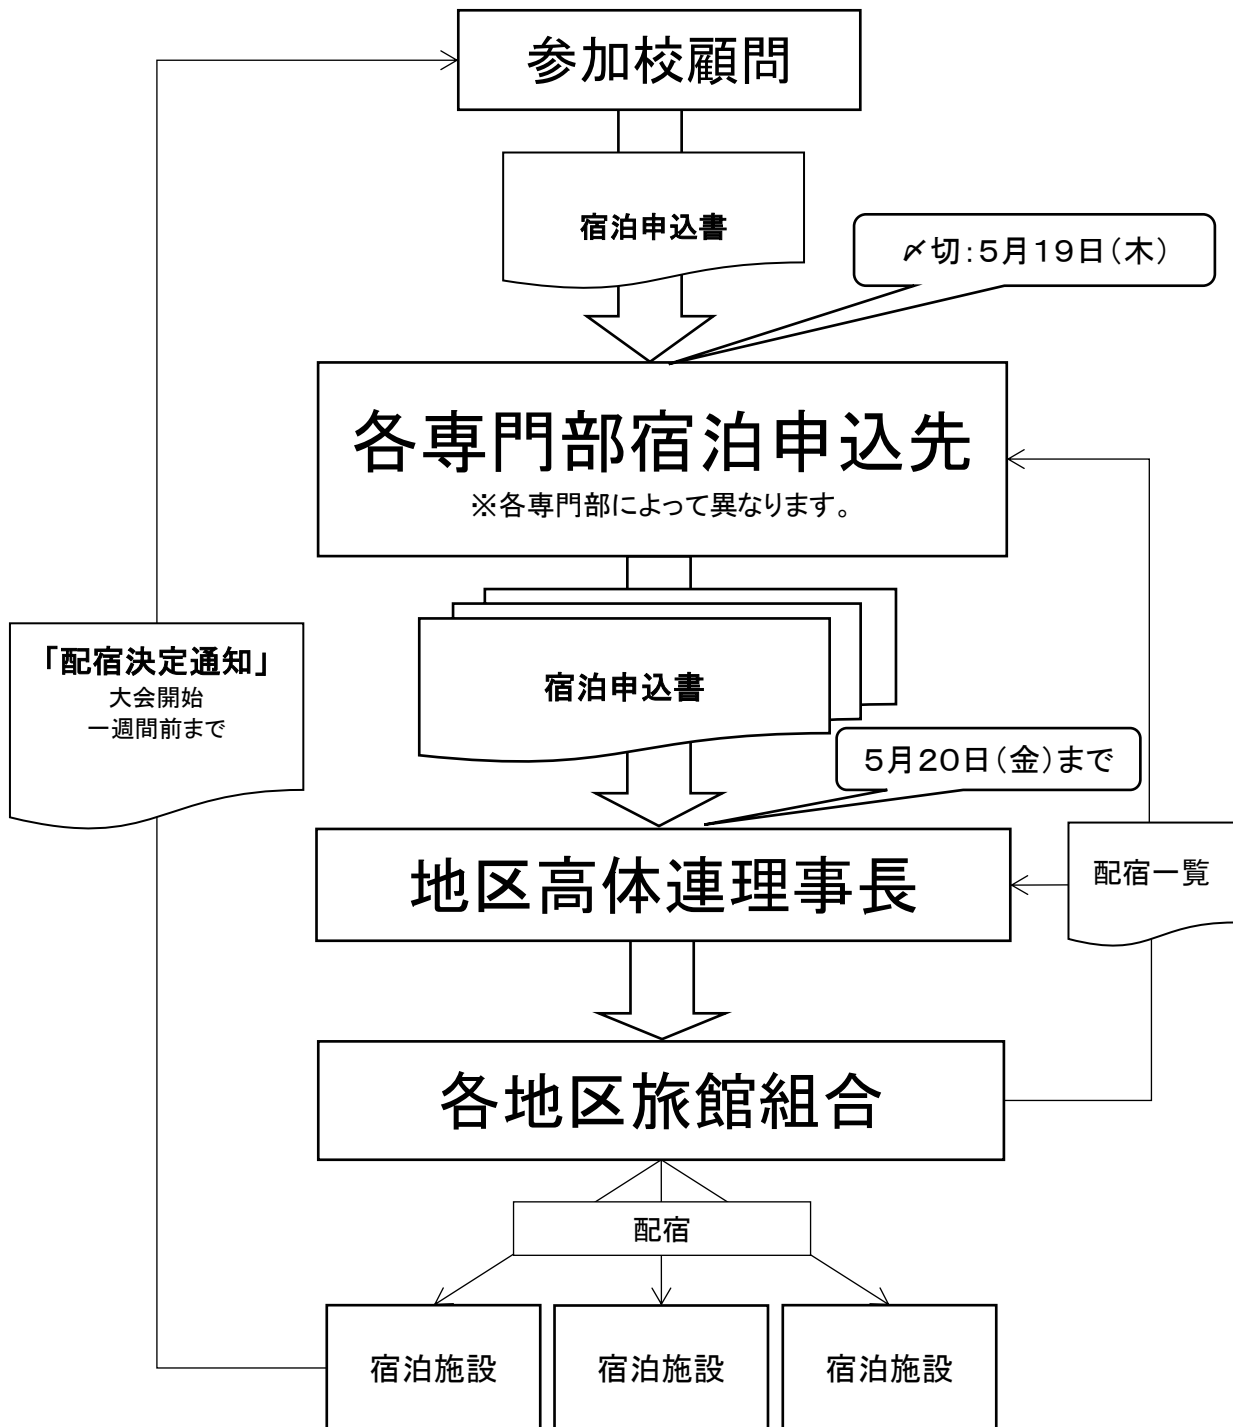 参加校顧問
宿泊申込書
〆切:5月19日(木)
各専門部宿泊申込先
※各専門部によって異なります。
「配宿決定通知」
大会開始
一週間前まで
宿泊申込書
5月20日(金)まで
地区高体連理事長
配宿一覧
各地区旅館組合
配宿
宿泊施設
宿泊施設
宿泊施設